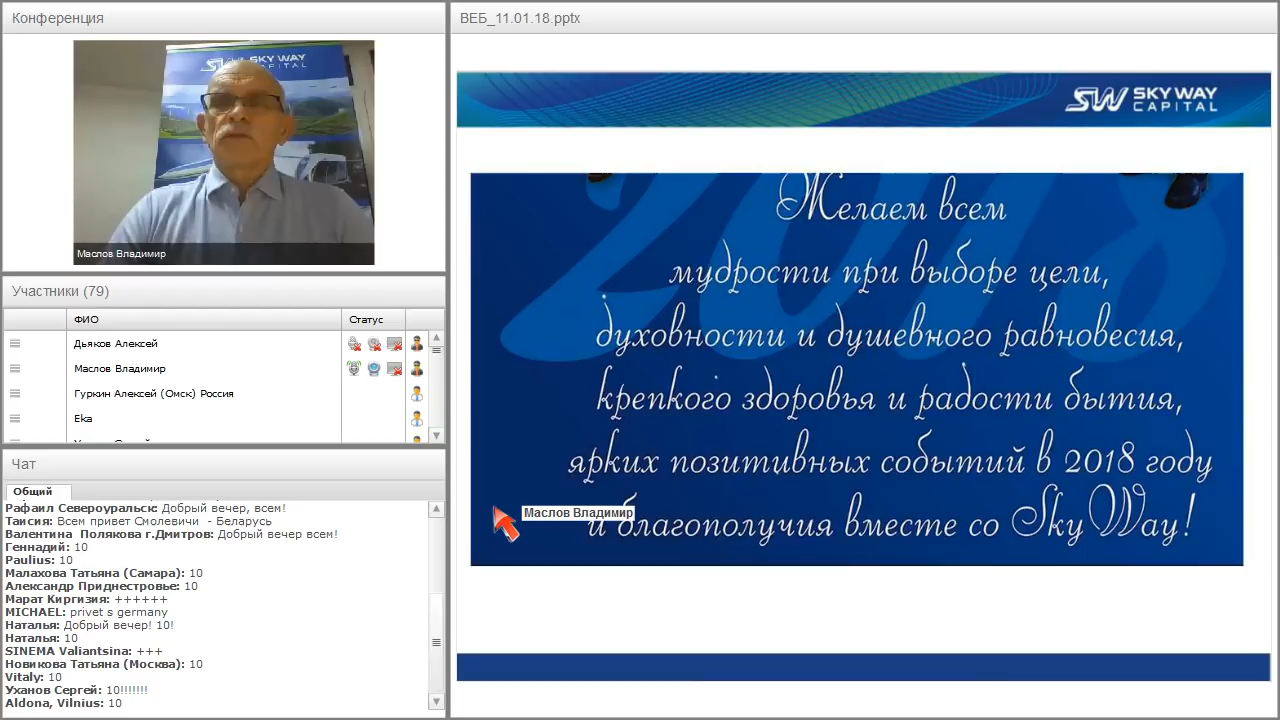 Конференция
SW SKY WAY
CAPITAL
Маслов Владимир
Участники (79)
ФИО
Статус
Дьяков Алексей
Маслов Владимир
Гуркин Алексей (Омск) Россия
Eka
Чат
Общий
Рафаил Североуральск: Добрый вечер, всем!
Таисия: Всем привет Смолевичи - Беларусь
Валентина Полякова г.Дмитров: Добрый вечер всем!
Геннадий: 10
Paulius: 10
Малахова Татьяна (Самара): 10
Александр Приднестровье: 10
Марат Киргизия: ++++++
MICHAEL: privet s germany
Наталья: Добрый вечер! 10!
Наталья: 10
SINEMA Valiantsina: +++
Новикова Татьяна (Москва): 10
Vitaly: 10
Уханов Сергей: 10!!!!!!!
Aldona, Vilnius: 10
ВЕБ_11.01.18.pptx
SW SKY WAY
CAPITAL
2018
Желаем всем
мудрости при выборе цели,
духовности и душевного равновесия,
крепкого здоровья и радости бытия,
ярких позитивных событий в 2018 году
Маслов Владимир
и благополучия вместе со SkyWay!